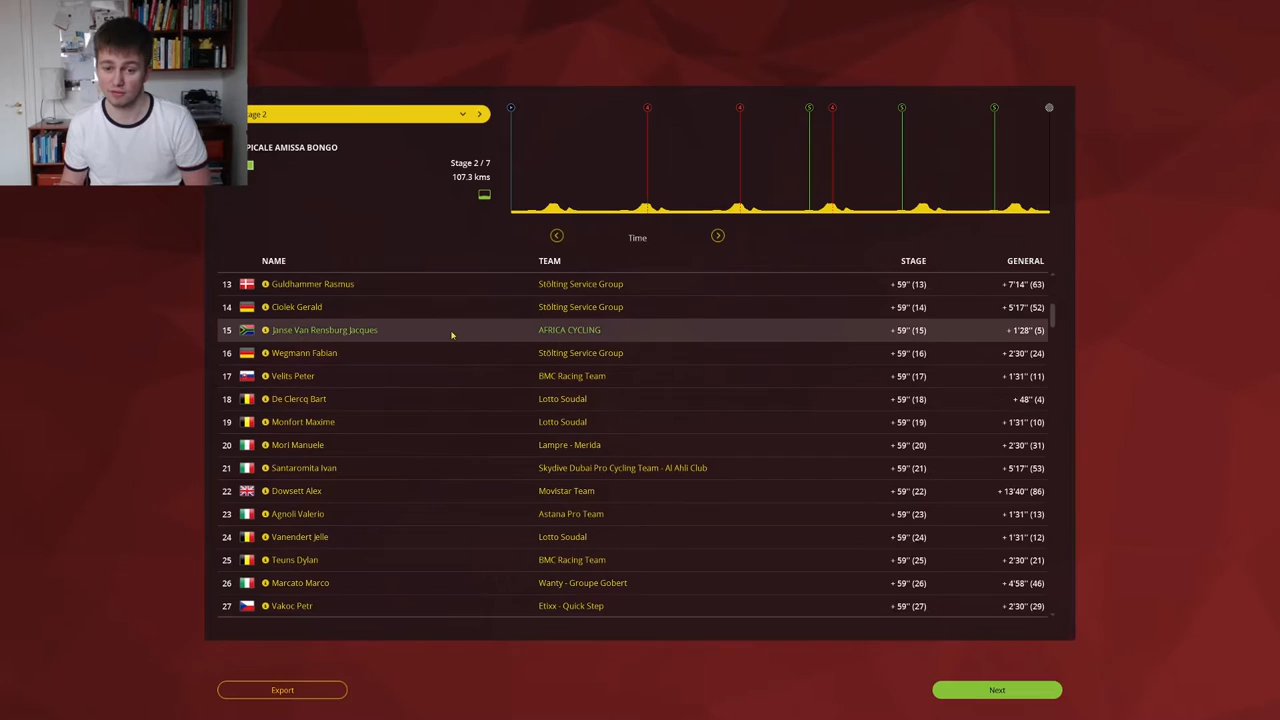 age 2
PICALE AMISSA BONGO
Stage 2 / 7
107.3 kms
4 4 S 4 S S
Time
NAME TEAM STAGE GENERAL
13 Guldhammer Rasmus Stölting Service Group + 59'' (13) + 7'14'' (63)
14 Ciolek Gerald Stölting Service Group + 59'' (14) + 5'17'' (52)
15 Janse Van Rensburg Jacques AFRICA CYCLING + 59'' (15) + 1'28'' (5)
16 Wegmann Fabian Stölting Service Group + 59'' (16) + 2'30'' (24)
17 Velits Peter BMC Racing Team + 59'' (17) + 1'31'' (11)
18 De Clercq Bart Lotto Soudal + 59'' (18) + 48'' (4)
19 Monfort Maxime Lotto Soudal + 59'' (19) + 1'31'' (10)
20 Mori Manuele Lampre - Merida + 59'' (20) + 2'30'' (31)
21 Santaromita Ivan Skydive Dubai Pro Cycling Team - Al Ahli Club + 59'' (21) + 5'17'' (53)
22 Dowsett Alex Movistar Team + 59'' (22) + 13'40'' (86)
23 Agnoli Valerio Astana Pro Team + 59'' (23) + 1'31'' (13)
24 Vanendert Jelle Lotto Soudal + 59'' (24) + 1'31'' (12)
25 Teuns Dylan BMC Racing Team + 59'' (25) + 2'30'' (21)
26 Marcato Marco Wanty - Groupe Gobert + 59'' (26) + 4'58'' (46)
27 Vakoc Petr Etixx - Quick Step + 59'' (27) + 2'30'' (29)
Export Next